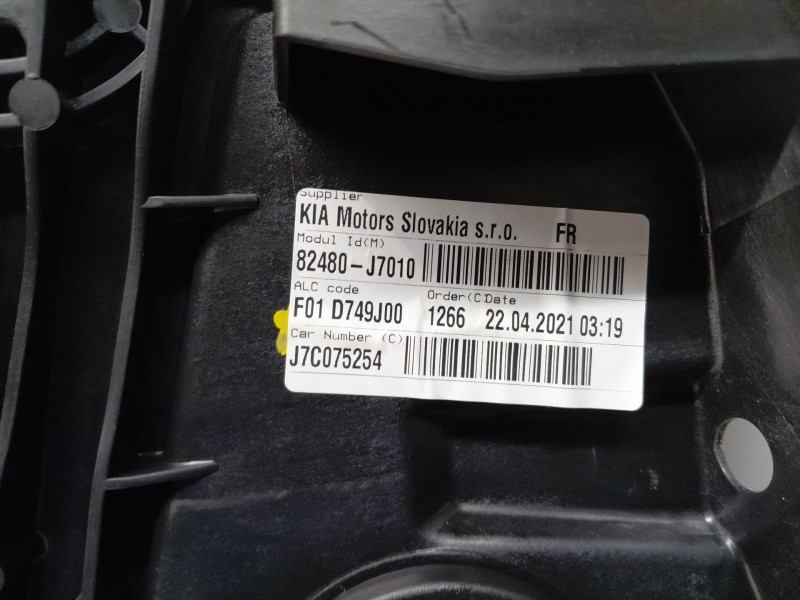 Supplier
KIA Motors Slovakia s.r.o. FR
Modul Id(M)
82480-J7010
ALC code Order(C)Date
F01 D749J00 1266 22.04.2021 03:19
Car Number (C)
J7C075254